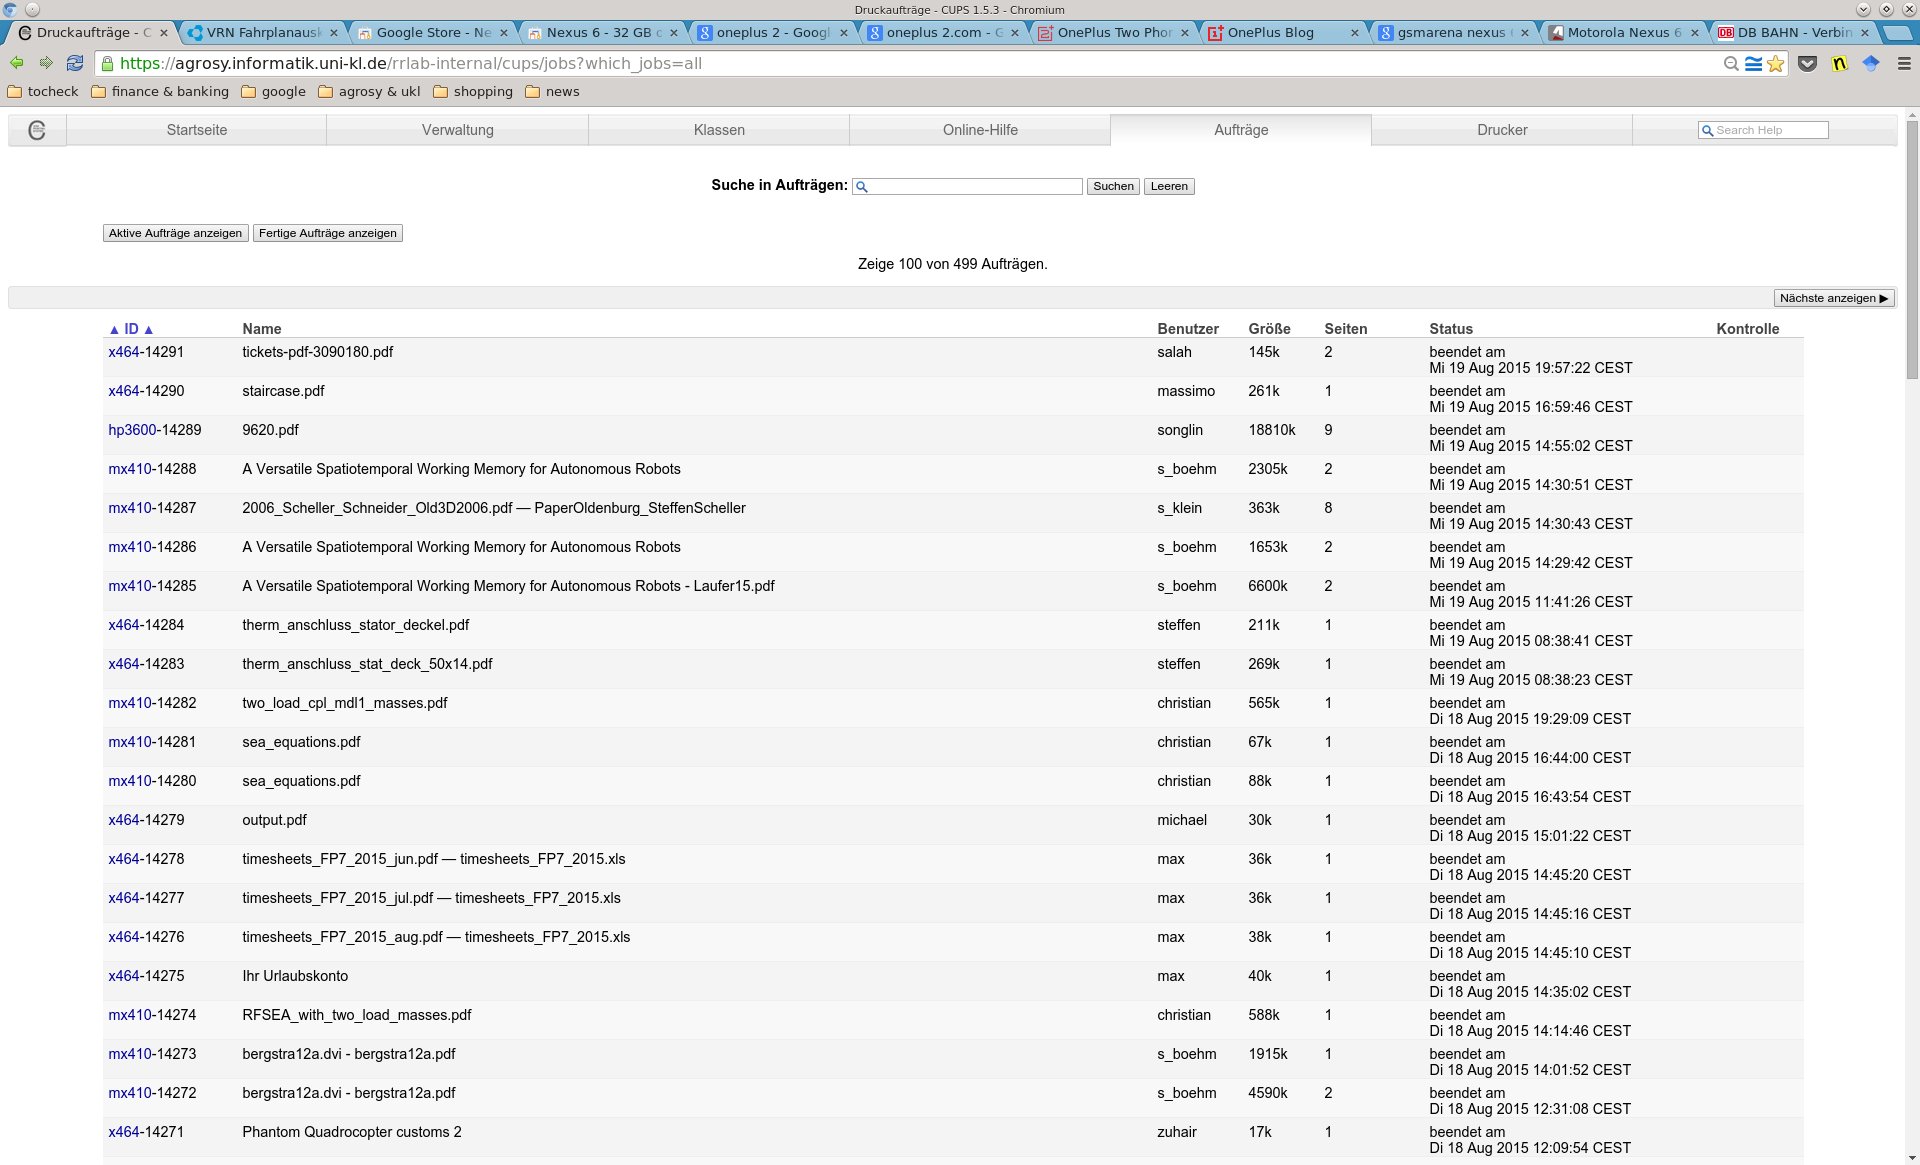 Druckaufträge - CUPS 1.5.3 - Chromium
Druckaufträge - C
VRN Fahrplanausk
Google Store - Ne
Nexus 6 - 32 GB
oneplus 2 - Googl
oneplus 2.com - G
OnePlus Two Phor
OnePlus Blog
gsmarena nexus
Motorola Nexus 6
DB BAHN - Verbin
https://agrosy.informatik.uni-kl.de/rrlab-internal/cups/jobs?which_jobs=all
tocheck finance & banking google agrosy & ukl shopping news
Startseite Verwaltung Klassen Online-Hilfe Aufträge Drucker Search Help
Suche in Aufträgen: Suchen Leeren
Aktive Aufträge anzeigen Fertige Aufträge anzeigen
Zeige 100 von 499 Aufträgen.
Nächste anzeigen ▶
▲ ID ▲ Name Benutzer Größe Seiten Status Kontrolle
x464-14291 tickets-pdf-3090180.pdf salah 145k 2 beendet am
Mi 19 Aug 2015 19:57:22 CEST
x464-14290 staircase.pdf massimo 261k 1 beendet am
Mi 19 Aug 2015 16:59:46 CEST
hp3600-14289 9620.pdf songlin 18810k 9 beendet am
Mi 19 Aug 2015 14:55:02 CEST
mx410-14288 A Versatile Spatiotemporal Working Memory for Autonomous Robots s_boehm 2305k 2 beendet am
Mi 19 Aug 2015 14:30:51 CEST
mx410-14287 2006_Scheller_Schneider_Old3D2006.pdf — PaperOldenburg_SteffenScheller s_klein 363k 8 beendet am
Mi 19 Aug 2015 14:30:43 CEST
mx410-14286 A Versatile Spatiotemporal Working Memory for Autonomous Robots s_boehm 1653k 2 beendet am
Mi 19 Aug 2015 14:29:42 CEST
mx410-14285 A Versatile Spatiotemporal Working Memory for Autonomous Robots - Laufer15.pdf s_boehm 6600k 2 beendet am
Mi 19 Aug 2015 11:41:26 CEST
x464-14284 therm_anschluss_stator_deckel.pdf steffen 211k 1 beendet am
Mi 19 Aug 2015 08:38:41 CEST
x464-14283 therm_anschluss_stat_deck_50x14.pdf steffen 269k 1 beendet am
Mi 19 Aug 2015 08:38:23 CEST
mx410-14282 two_load_cpl_mdl1_masses.pdf christian 565k 1 beendet am
Di 18 Aug 2015 19:29:09 CEST
mx410-14281 sea_equations.pdf christian 67k 1 beendet am
Di 18 Aug 2015 16:44:00 CEST
mx410-14280 sea_equations.pdf christian 88k 1 beendet am
Di 18 Aug 2015 16:43:54 CEST
x464-14279 output.pdf michael 30k 1 beendet am
Di 18 Aug 2015 15:01:22 CEST
x464-14278 timesheets_FP7_2015_jun.pdf — timesheets_FP7_2015.xls max 36k 1 beendet am
Di 18 Aug 2015 14:45:20 CEST
x464-14277 timesheets_FP7_2015_jul.pdf — timesheets_FP7_2015.xls max 36k 1 beendet am
Di 18 Aug 2015 14:45:16 CEST
x464-14276 timesheets_FP7_2015_aug.pdf — timesheets_FP7_2015.xls max 38k 1 beendet am
Di 18 Aug 2015 14:45:10 CEST
x464-14275 Ihr Urlaubskonto max 40k 1 beendet am
Di 18 Aug 2015 14:35:02 CEST
mx410-14274 RFSEA_with_two_load_masses.pdf christian 588k 1 beendet am
Di 18 Aug 2015 14:14:46 CEST
mx410-14273 bergstra12a.dvi - bergstra12a.pdf s_boehm 1915k 1 beendet am
Di 18 Aug 2015 14:01:52 CEST
mx410-14272 bergstra12a.dvi - bergstra12a.pdf s_boehm 4590k 2 beendet am
Di 18 Aug 2015 12:31:08 CEST
x464-14271 Phantom Quadrocopter customs 2 zuhair 17k 1 beendet am
Di 18 Aug 2015 12:09:54 CEST